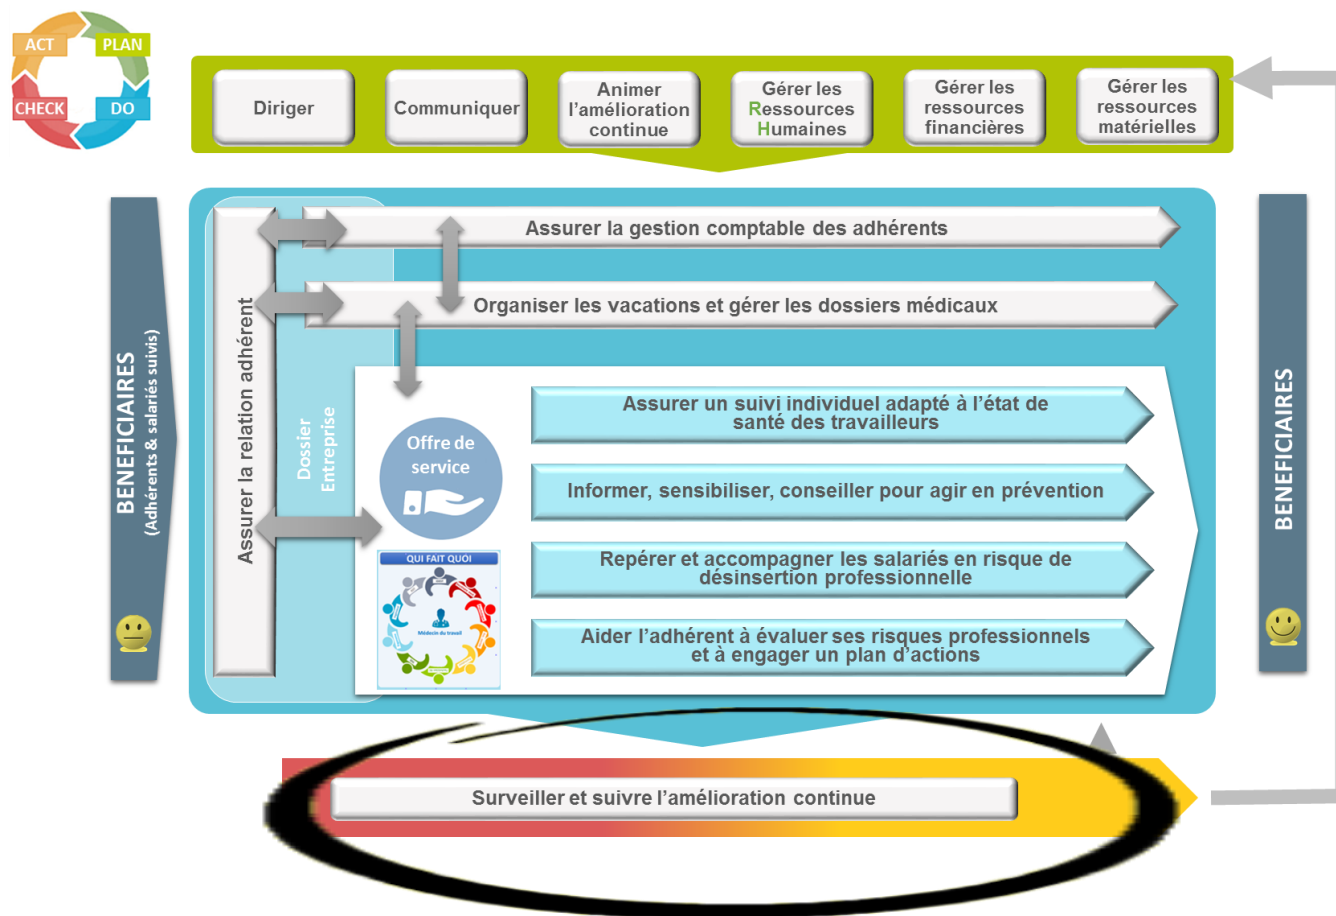 ACT
PLAN
CHECK
DO
Diriger
Communiquer
Animer
l'amélioration
continue
Gérer les
Ressources
Humaines
Gérer les
ressources
financières
Gérer les
ressources
matérielles
BENEFICIAIRES
(Adhérents & salariés suivis)
Assurer la relation adhérent
Dossier
Entreprise
Assurer la gestion comptable des adhérents
Organiser les vacations et gérer les dossiers médicaux
Offre de
service
QUI FAIT QUOI
Médecin du travail
Assurer un suivi individuel adapté à l'état de
santé des travailleurs
Informer, sensibiliser, conseiller pour agir en prévention
Repérer et accompagner les salariés en risque de
désinsertion professionnelle
Aider l'adhérent à évaluer ses risques professionnels
et à engager un plan d'actions
BENEFICIAIRES
Surveiller et suivre l'amélioration continue